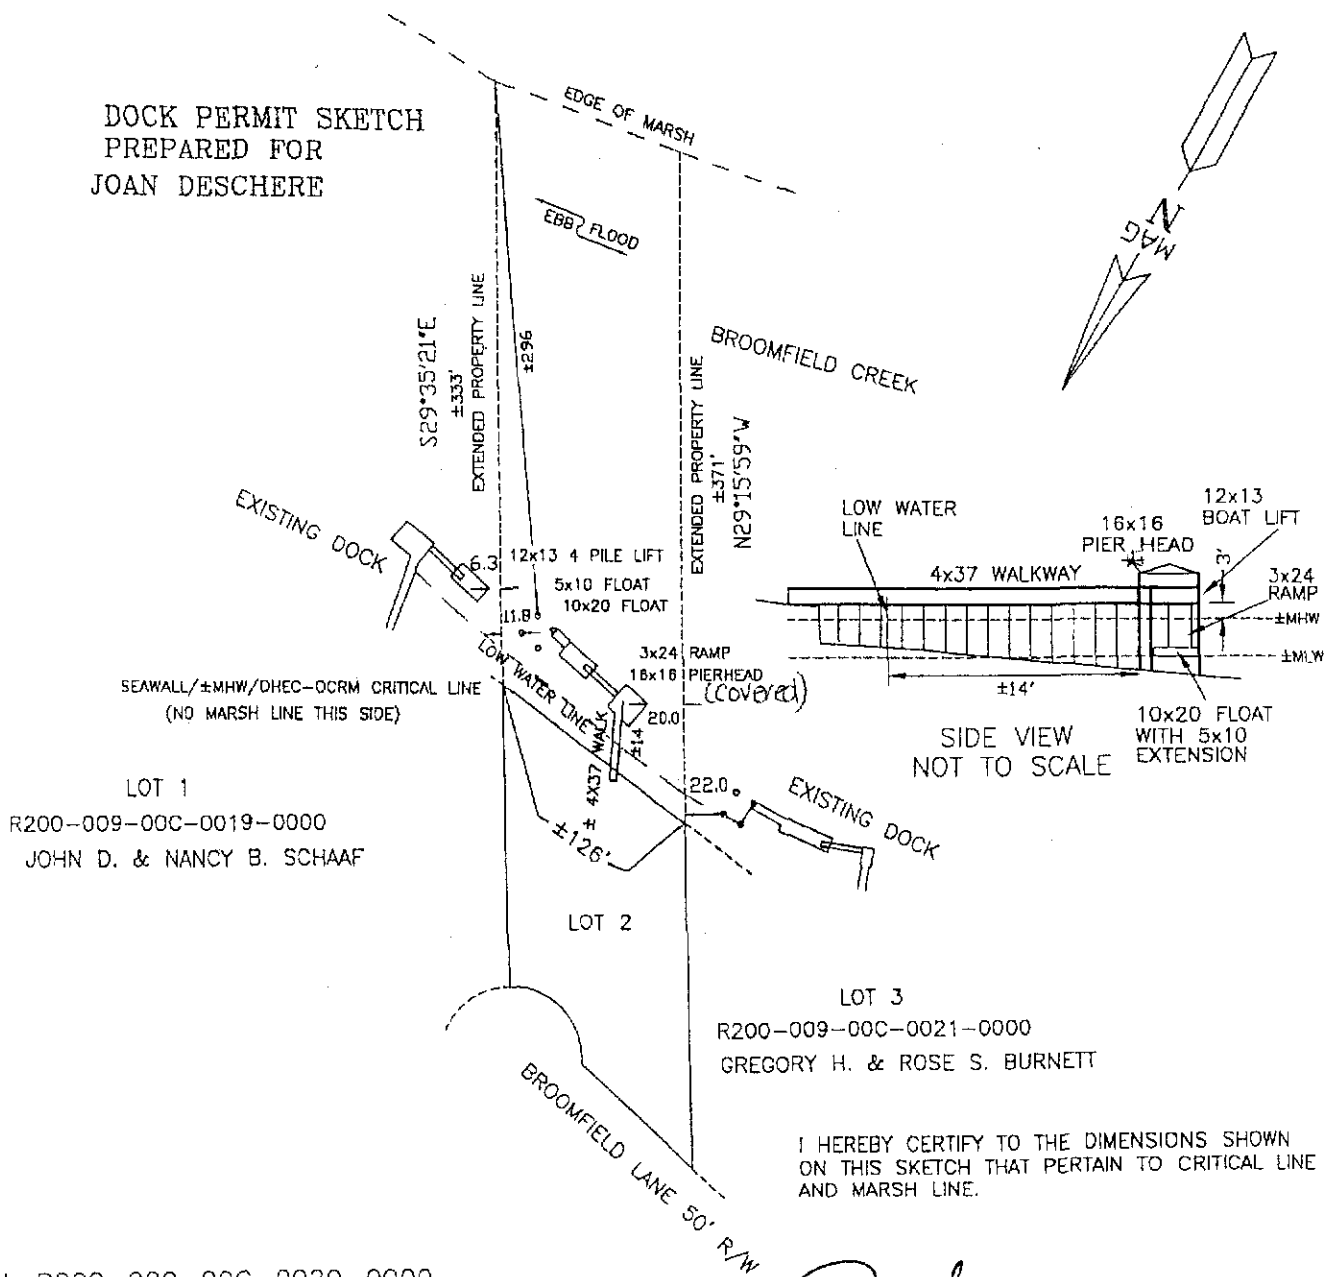 DOCK PERMIT SKETCH
PREPARED FOR
JOAN DESCHERE
EDGE OF MARSH
EBB FLOOD
MAG
N
S29°35'21"E
±333'
EXTENDED PROPERTY LINE
±296
BROOMFIELD CREEK
EXTENDED PROPERTY LINE
±371'
N29°15'59"W
EXISTING DOCK
6.3
12x13 4 PILE LIFT
5x10 FLOAT
10x20 FLOAT
11.8
LOW WATER LINE
3x24 RAMP
16x16 PIERHEAD
(Covered)
SEAWALL/±MHW/DHEC-OCRM CRITICAL LINE
(NO MARSH LINE THIS SIDE)
20.0
±14
± 4X37 WALK
±126'
22.0
EXISTING DOCK
LOW WATER
LINE
16x16
PIER HEAD
12x13
BOAT LIFT
4x37 WALKWAY
3'
3x24
RAMP
±MHW
±MLW
±14'
10x20 FLOAT
WITH 5x10
EXTENSION
SIDE VIEW
NOT TO SCALE
LOT 1
R200-009-00C-0019-0000
JOHN D. & NANCY B. SCHAAF
LOT 2
LOT 3
R200-009-00C-0021-0000
GREGORY H. & ROSE S. BURNETT
BROOMFIELD LANE 50' R/W
I HEREBY CERTIFY TO THE DIMENSIONS SHOWN
ON THIS SKETCH THAT PERTAIN TO CRITICAL LINE
AND MARSH LINE.